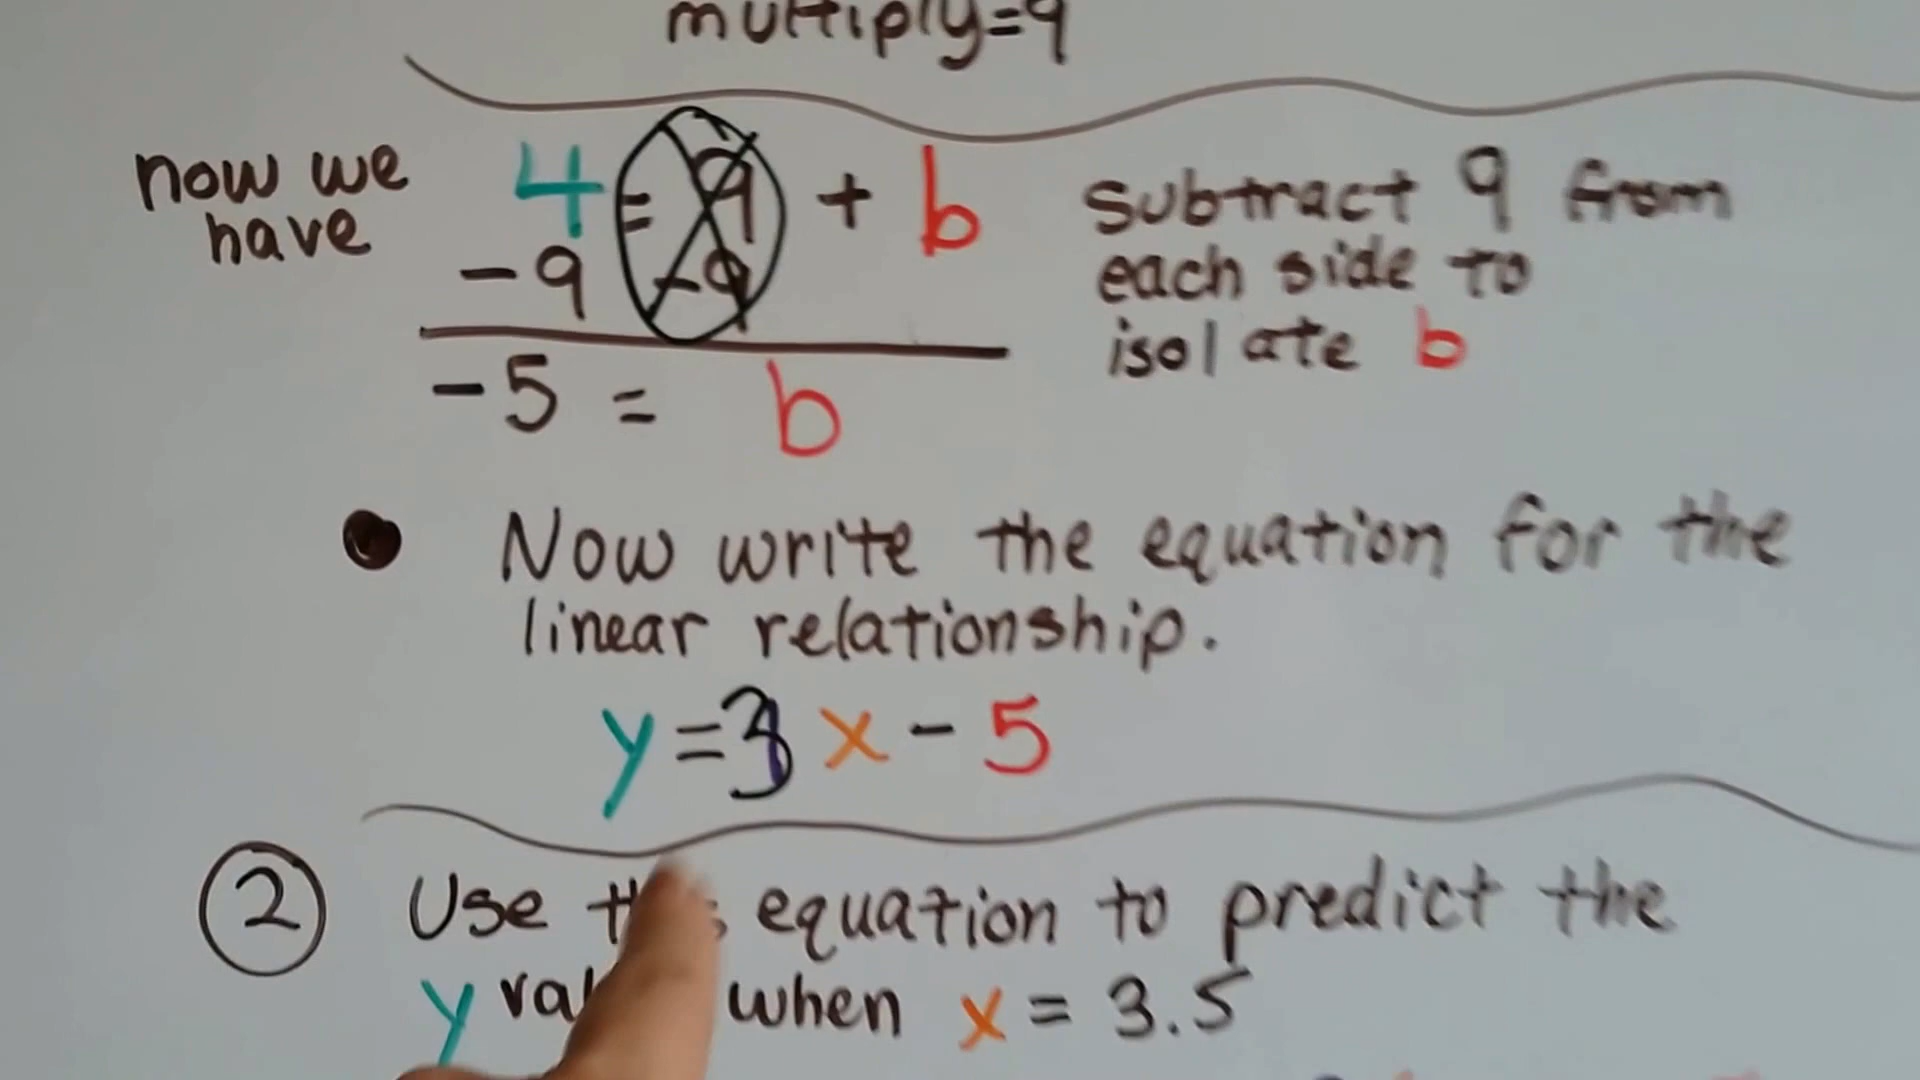 multiply=9
now we
have
4 = 9 + b
-9 -9
-5 = b
subtract 9 from
each side to
isolate b
• Now write the equation for the
linear relationship.
y=3x-5
2 Use equation to predict the
y when x = 3.5